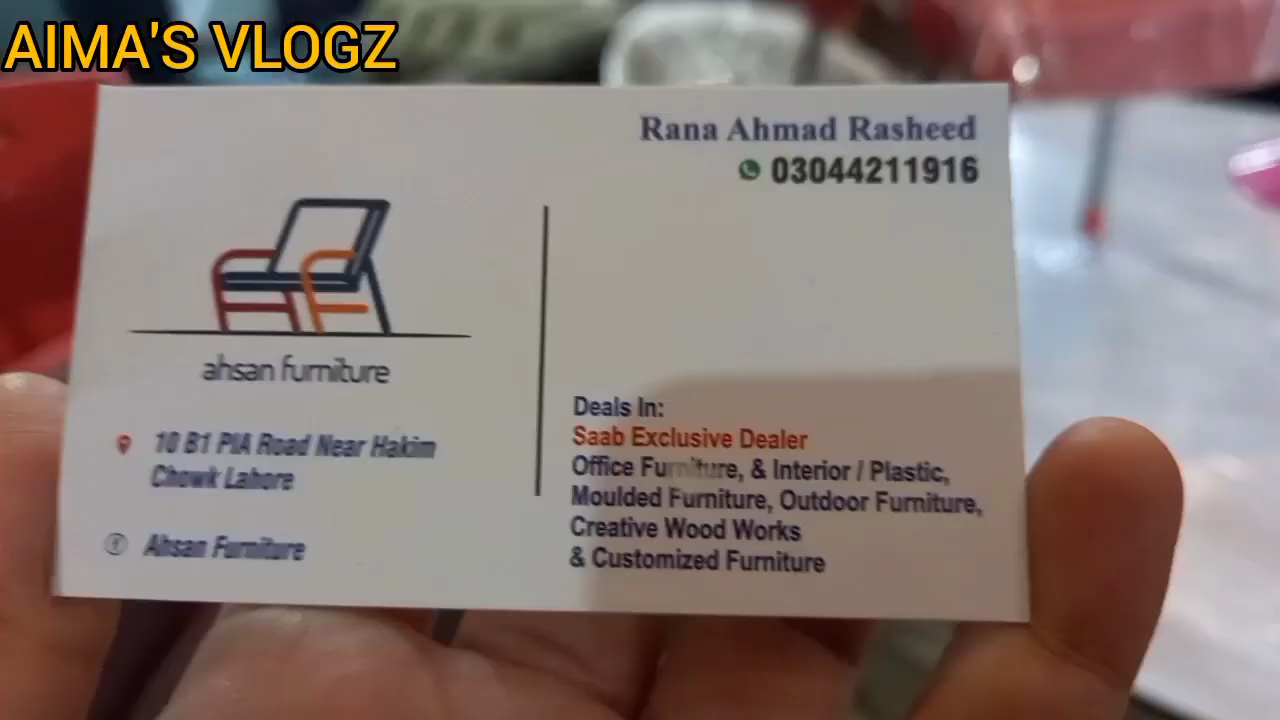 AIMA'S VLOGZ
Rana Ahmad Rasheed
03044211916
ahsan furniture
10 B1 PIA Road Near Hakim
Chowk Lahore
Ahsan Furniture
Deals In:
Saab Exclusive Dealer
Office Furniture, & Interior / Plastic,
Moulded Furniture, Outdoor Furniture,
Creative Wood Works
& Customized Furniture